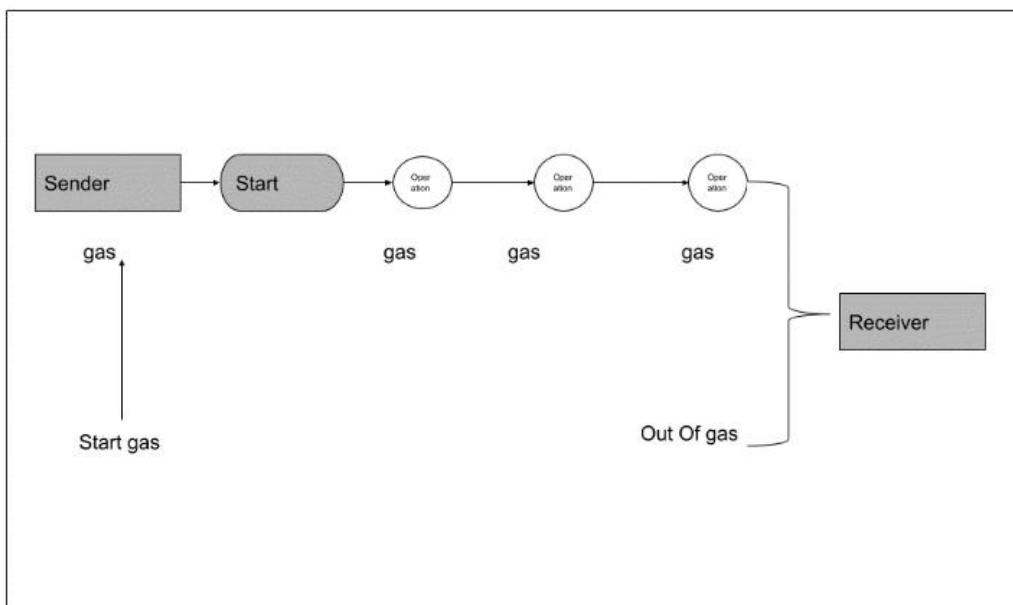 Sender
Start
Oper
ation
Oper
ation
Oper
ation
gas
gas
gas
gas
Receiver
Start gas
Out Of gas